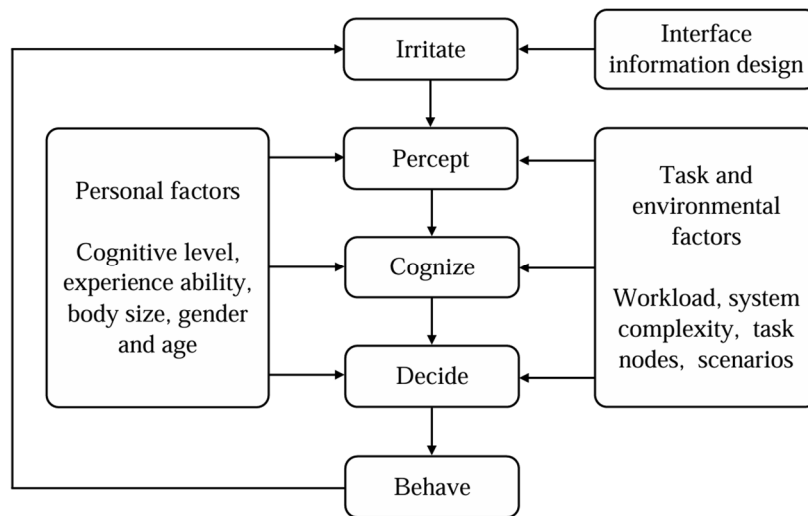 Irritate
Interface
information design
Percept
Personal factors
Cognitive level,
experience ability,
body size, gender
and age
Task and
environmental
factors
Workload, system
complexity, task
nodes, scenarios
Cognize
Decide
Behave